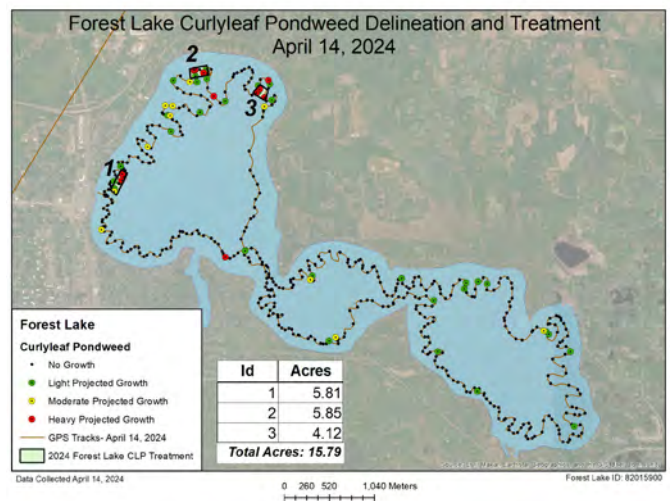 Forest Lake Curlyleaf Pondweed Delineation and Treatment
April 14, 2024
2
3
1
Forest Lake
Curlyleaf Pondweed
No Growth
Light Projected Growth
Moderate Projected Growth
Heavy Projected Growth
GPS Tracks- April 14, 2024
2024 Forest Lake CLP Treatment
Id Acres
1 5.81
2 5.85
3 4.12
Total Acres: 15.79
Data Collected April 14, 2024
Forest Lake ID: 82015900
0 260 520 1,040 Meters